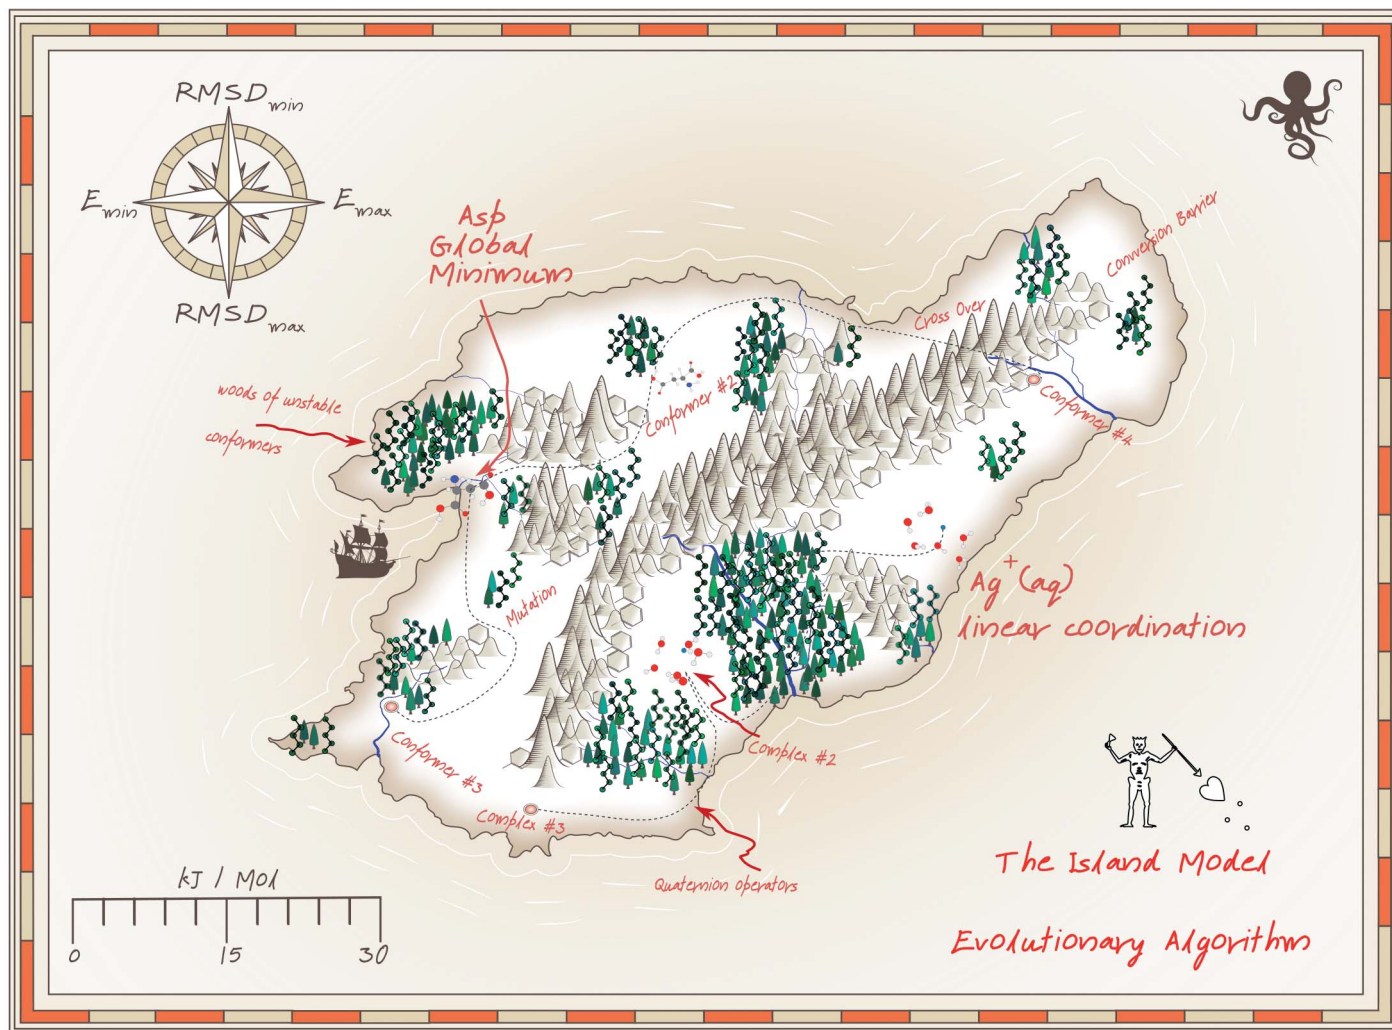 RMSD min
E min
E max
RMSD max
Asp
Global
Minimum
Conversion Barrier
Cross Over
woods of unstable
conformers
Conformer #2
Conformer #4
Mutation
Ag+(aq)
linear coordination
Conformer #3
Complex #2
Complex #3
Quaternion operators
The Island Model
Evolutionary Algorithm
kJ / Mol
0 15 30